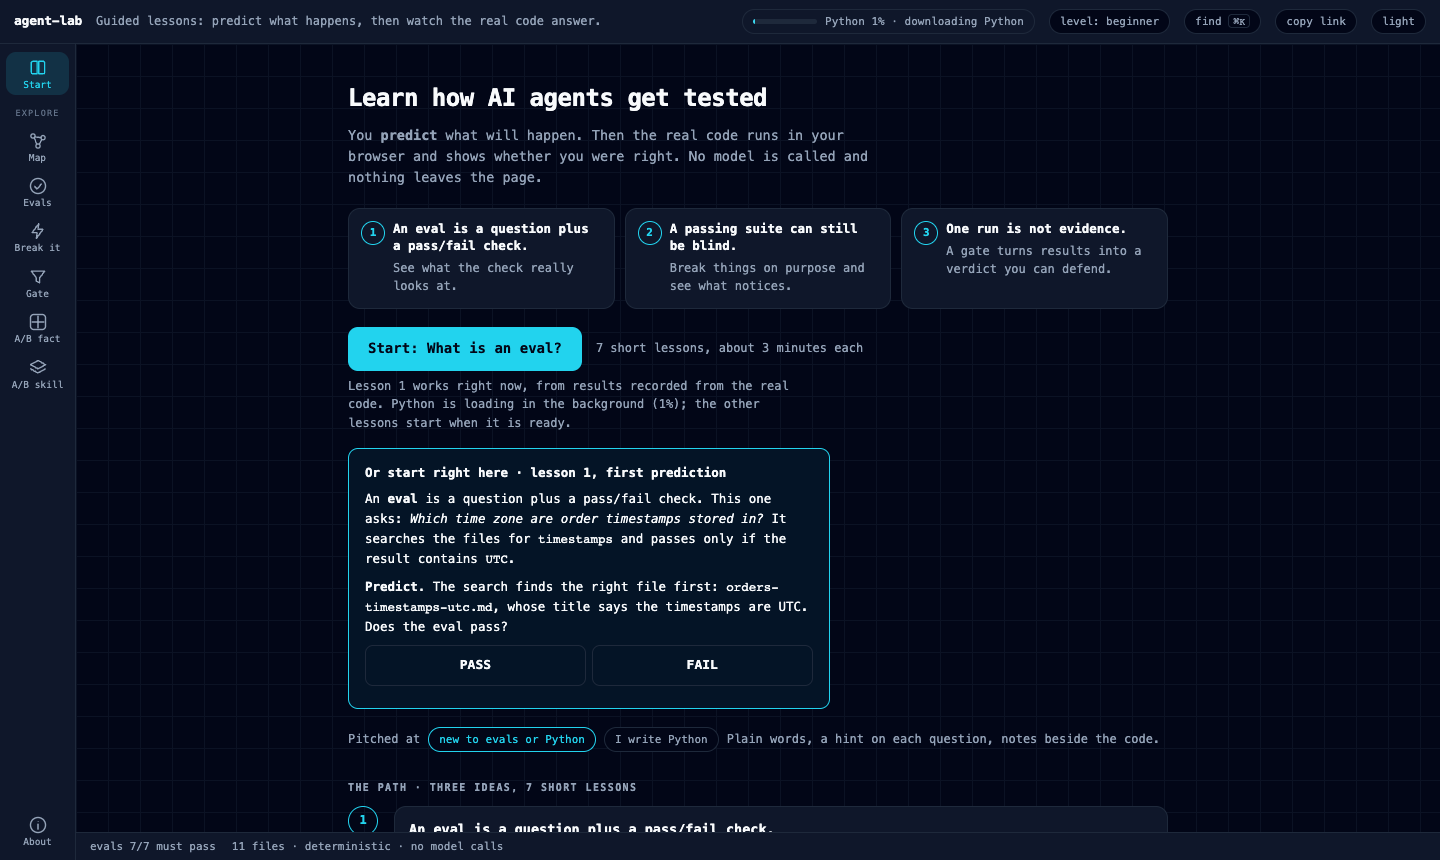 agent-lab Guided lessons: predict what happens, then watch the real code answer. Python 1% · downloading Python level: beginner find ⌘K copy link light
Start
EXPLORE
Map
Evals
Break it
Gate
A/B fact
A/B skill
About
Learn how AI agents get tested
You predict what will happen. Then the real code runs in your
browser and shows whether you were right. No model is called and
nothing leaves the page.
1 An eval is a question plus
a pass/fail check.
See what the check really
looks at.
2 A passing suite can still
be blind.
Break things on purpose and
see what notices.
3 One run is not evidence.
A gate turns results into a
verdict you can defend.
Start: What is an eval? 7 short lessons, about 3 minutes each
Lesson 1 works right now, from results recorded from the real
code. Python is loading in the background (1%); the other
lessons start when it is ready.
Or start right here · lesson 1, first prediction
An eval is a question plus a pass/fail check. This one
asks: Which time zone are order timestamps stored in? It
searches the files for timestamps and passes only if the
result contains UTC.
Predict. The search finds the right file first: orders-
timestamps-utc.md, whose title says the timestamps are UTC.
Does the eval pass?
PASS FAIL
Pitched at new to evals or Python I write Python Plain words, a hint on each question, notes beside the code.
THE PATH · THREE IDEAS, 7 SHORT LESSONS
1 An eval is a question plus a pass/fail check.
evals 7/7 must pass 11 files · deterministic · no model calls